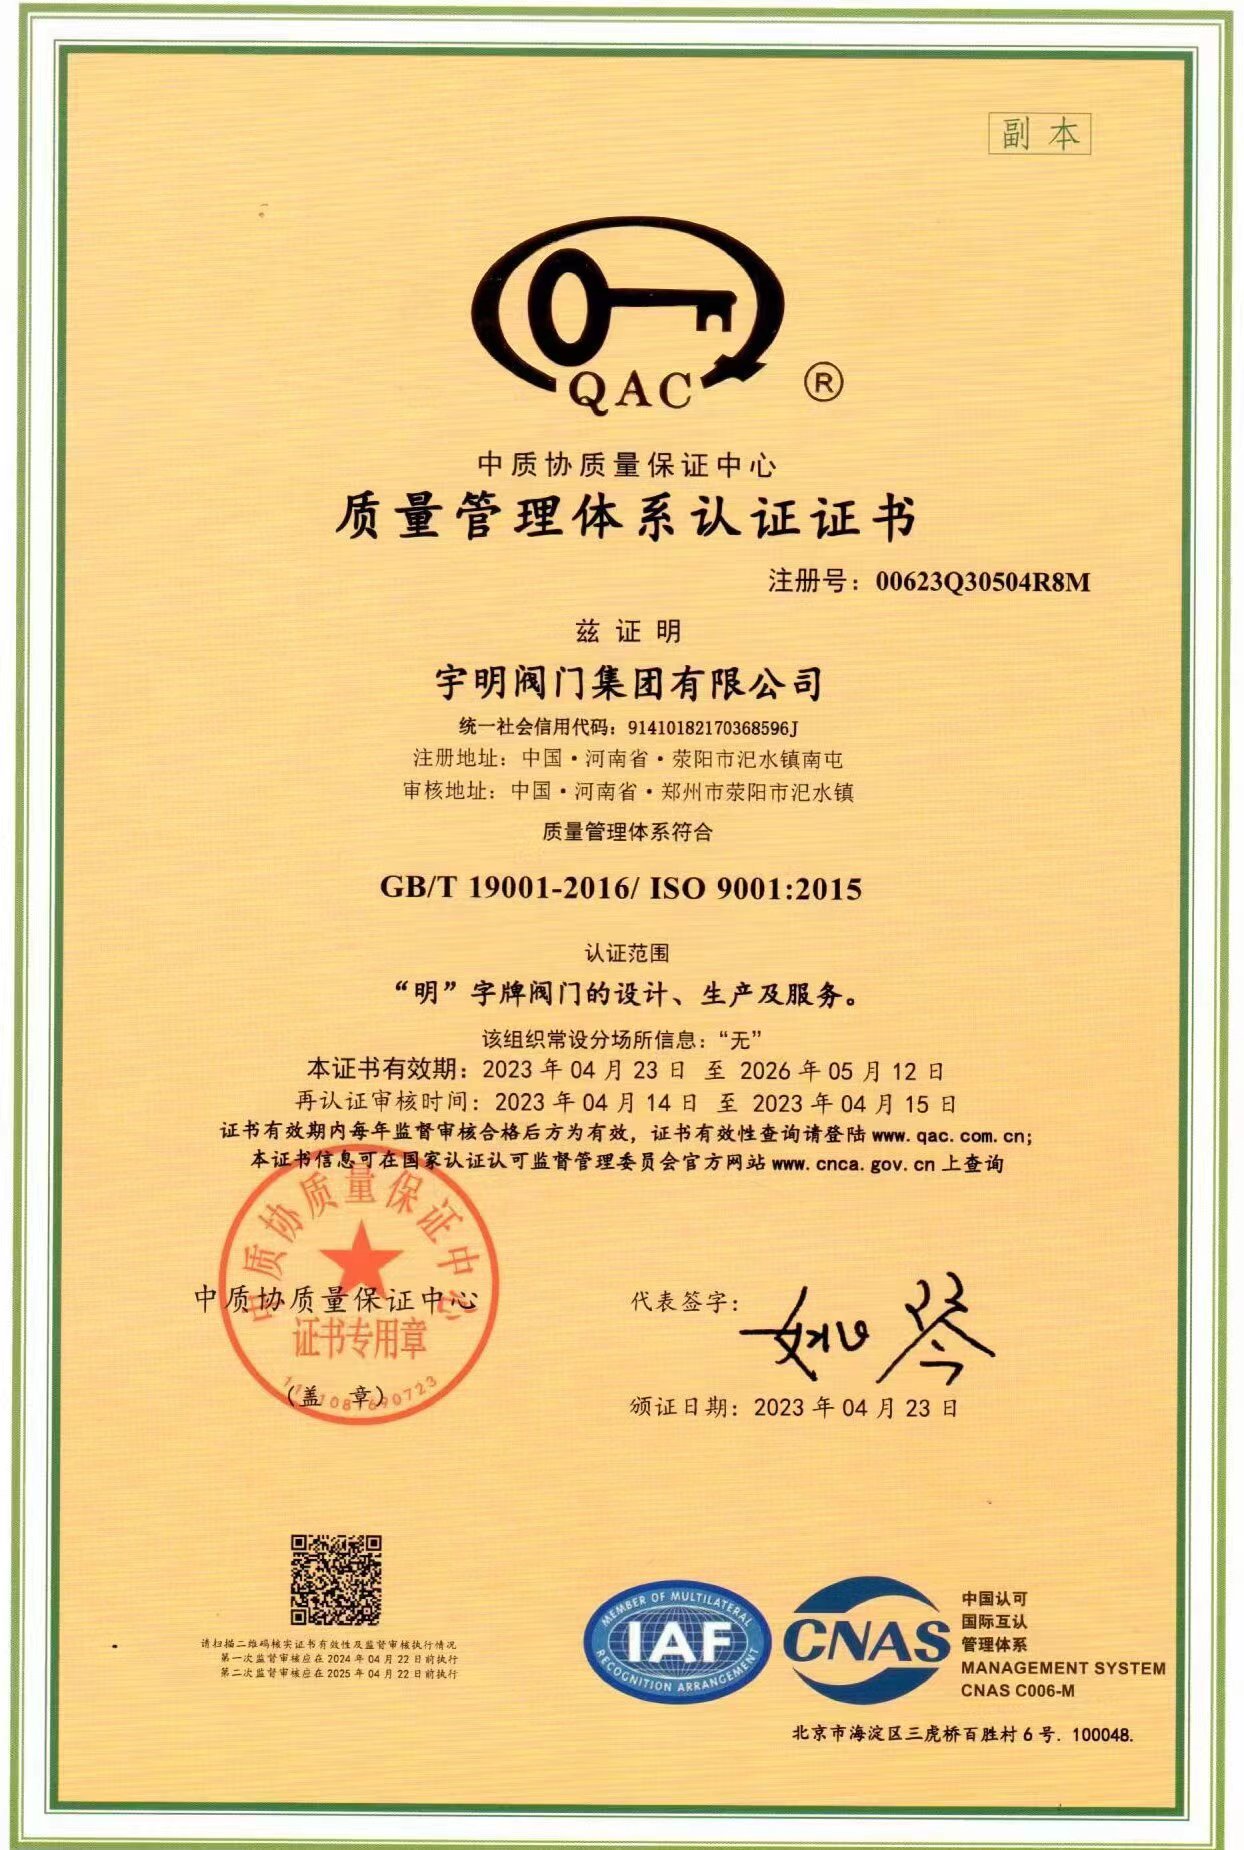 副 本
QAC
®
中质协质量保证中心
质量管理体系认证证书
注册号：00623Q30504R8M
兹 证 明
宇明阀门集团有限公司
统一社会信用代码：91410182170368596J
注册地址：中国·河南省·荥阳市汜水镇南屯
审核地址：中国·河南省·郑州市荥阳市汜水镇
质量管理体系符合
GB/T 19001-2016/ ISO 9001:2015
认证范围
“明”字牌阀门的设计、生产及服务。
该组织常设分场所信息：“无”
本证书有效期：2023 年 04 月 23 日 至 2026 年 05 月 12 日
再认证审核时间：2023 年 04 月 14 日 至 2023 年 04 月 15 日
证书有效期内每年监督审核合格后方为有效，证书有效性查询请登陆 www.qac.com.cn;
本证书信息可在国家认证认可监督管理委员会官方网站 www.cnca.gov.cn 上查询
中质协质量保证中心
证书专用章
中质协质量保证中心
（盖 章）
代表签字：姚琴
颁证日期：2023 年 04 月 23 日
请扫描二维码核实证书有效性及监督审核执行情况
第一次监督审核应在 2024 年 04 月 22 日前执行
第二次监督审核应在 2025 年 04 月 22 日前执行
MEMBER OF MULTILATERAL
IAF
RECOGNITION ARRANGEMENT
CNAS
中国认可
国际互认
管理体系
MANAGEMENT SYSTEM
CNAS C006-M
北京市海淀区三虎桥百胜村 6 号. 100048.